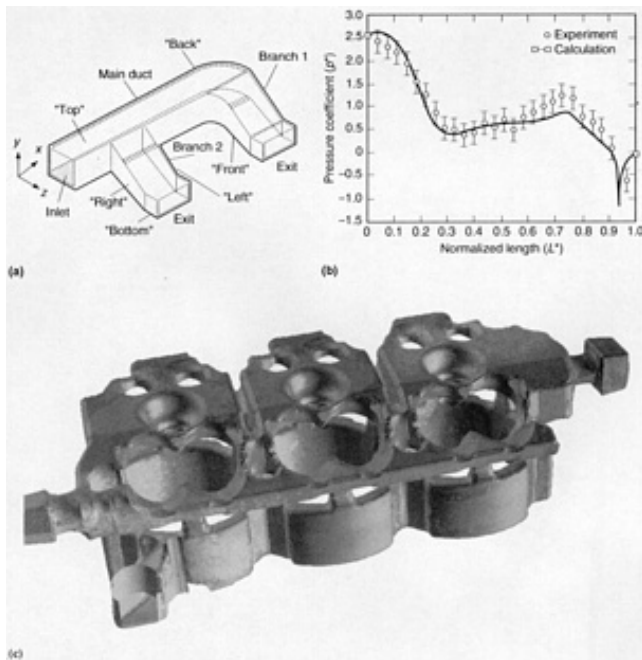 "Back"
Main duct
Branch 1
"Top"
y
x
z
Branch 2
"Front"
Exit
Inlet
"Right"
"Left"
Exit
"Bottom"
(a)
Pressure coefficient (p*)
3.0
2.5
2.0
1.5
1.0
0.5
0
−0.5
−1.0
−1.5
Experiment
Calculation
0 0.1 0.2 0.3 0.4 0.5 0.6 0.7 0.8 0.9 1.0
Normalized length (L*)
(b)
(c)